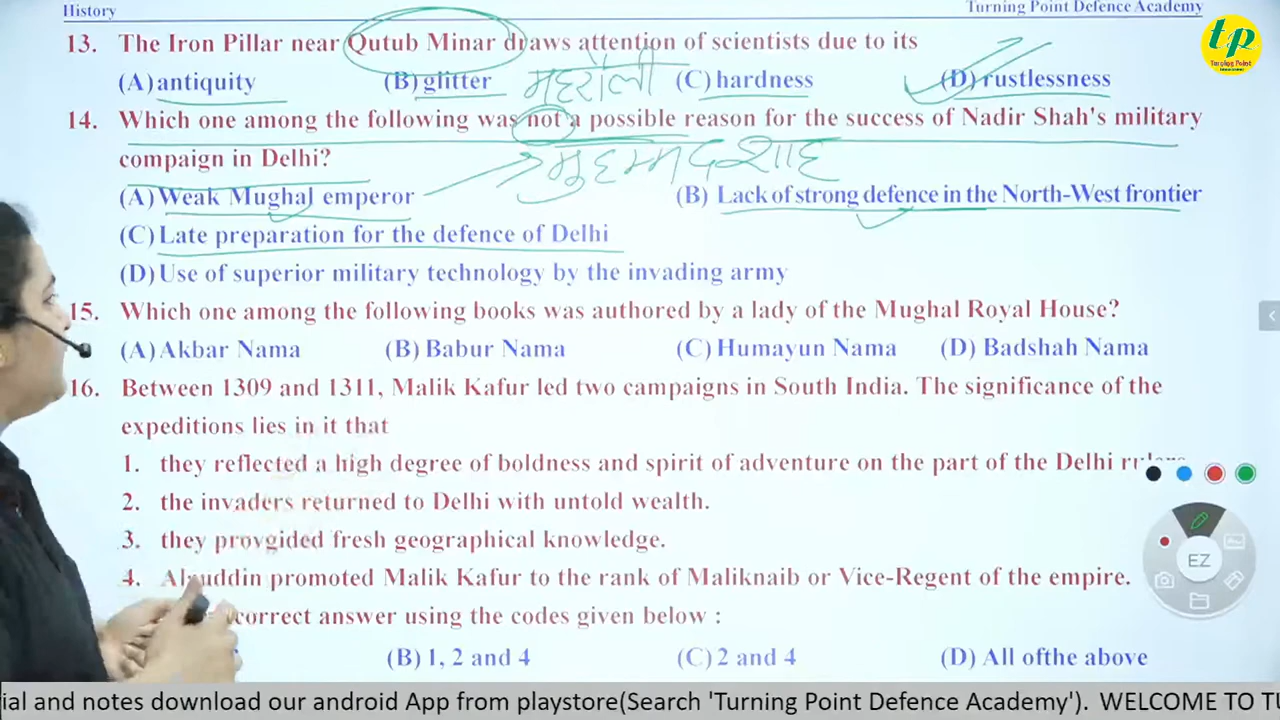 History
Turning Point Defence Academy
tp
Turning Point
13. The Iron Pillar near Qutub Minar draws attention of scientists due to its
(A) antiquity (B) glitter महरौली (C) hardness (D) rustlessness
14. Which one among the following was not a possible reason for the success of Nadir Shah's military
compaign in Delhi? मुहम्मदशाह
(A) Weak Mughal emperor (B) Lack of strong defence in the North-West frontier
(C) Late preparation for the defence of Delhi
(D) Use of superior military technology by the invading army
15. Which one among the following books was authored by a lady of the Mughal Royal House?
(A) Akbar Nama (B) Babur Nama (C) Humayun Nama (D) Badshah Nama
16. Between 1309 and 1311, Malik Kafur led two campaigns in South India. The significance of the
expeditions lies in it that
1. they reflected a high degree of boldness and spirit of adventure on the part of the Delhi
2. the invaders returned to Delhi with untold wealth.
3. they provgided fresh geographical knowledge.
4. promoted Malik Kafur to the rank of Maliknaib or Vice-Regent of the empire.
correct answer using the codes given below :
(B) 1, 2 and 4 (C) 2 and 4 (D) All ofthe above
EZ
rial and notes download our android App from playstore(Search 'Turning Point Defence Academy'). WELCOME TO